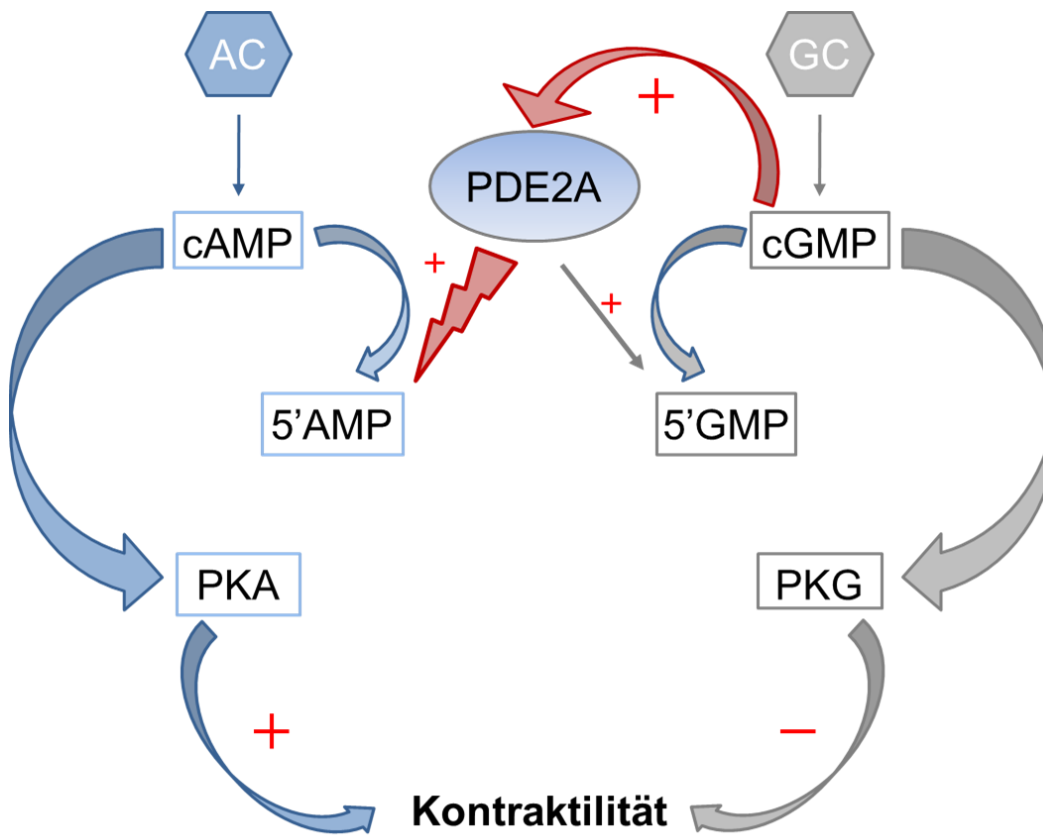 AC
GC
+
PDE2A
cAMP
cGMP
+
+
5’AMP
5’GMP
PKA
PKG
+
−
Kontraktilität